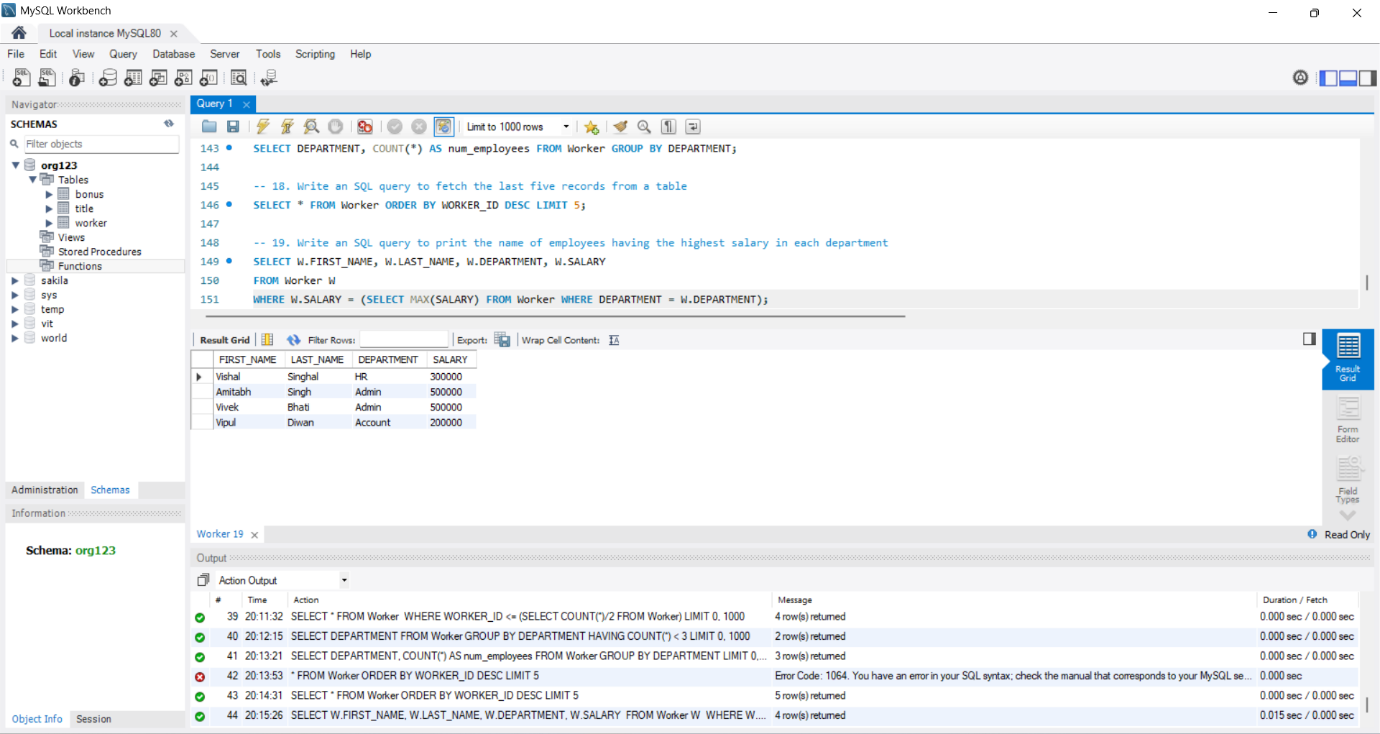 MySQL Workbench
Local instance MySQL80
File Edit View Query Database Server Tools Scripting Help
Navigator
SCHEMAS
Filter objects
org123
Tables
bonus
title
worker
Views
Stored Procedures
Functions
sakila
sys
temp
vit
world
Administration Schemas
Information
Schema: org123
Object Info Session
Query 1
Limit to 1000 rows
143 SELECT DEPARTMENT, COUNT(*) AS num_employees FROM Worker GROUP BY DEPARTMENT;
144
145 -- 18. Write an SQL query to fetch the last five records from a table
146 SELECT * FROM Worker ORDER BY WORKER_ID DESC LIMIT 5;
147
148 -- 19. Write an SQL query to print the name of employees having the highest salary in each department
149 SELECT W.FIRST_NAME, W.LAST_NAME, W.DEPARTMENT, W.SALARY
150 FROM Worker W
151 WHERE W.SALARY = (SELECT MAX(SALARY) FROM Worker WHERE DEPARTMENT = W.DEPARTMENT);
Result Grid Filter Rows: Export: Wrap Cell Content:
FIRST_NAME LAST_NAME DEPARTMENT SALARY
Vishal Singhal HR 300000
Amitabh Singh Admin 500000
Vivek Bhati Admin 500000
Vipul Diwan Account 200000
Result
Grid
Form
Editor
Field
Types
Worker 19
Read Only
Output
Action Output
# Time Action Message Duration / Fetch
39 20:11:32 SELECT * FROM Worker WHERE WORKER_ID <= (SELECT COUNT(*)/2 FROM Worker) LIMIT 0, 1000 4 row(s) returned 0.000 sec / 0.000 sec
40 20:12:15 SELECT DEPARTMENT FROM Worker GROUP BY DEPARTMENT HAVING COUNT(*) < 3 LIMIT 0, 1000 2 row(s) returned 0.000 sec / 0.000 sec
41 20:13:21 SELECT DEPARTMENT, COUNT(*) AS num_employees FROM Worker GROUP BY DEPARTMENT LIMIT 0,... 3 row(s) returned 0.000 sec / 0.000 sec
42 20:13:53 * FROM Worker ORDER BY WORKER_ID DESC LIMIT 5 Error Code: 1064. You have an error in your SQL syntax; check the manual that corresponds to your MySQL se... 0.000 sec
43 20:14:31 SELECT * FROM Worker ORDER BY WORKER_ID DESC LIMIT 5 5 row(s) returned 0.000 sec / 0.000 sec
44 20:15:26 SELECT W.FIRST_NAME, W.LAST_NAME, W.DEPARTMENT, W.SALARY FROM Worker W WHERE W.... 4 row(s) returned 0.015 sec / 0.000 sec